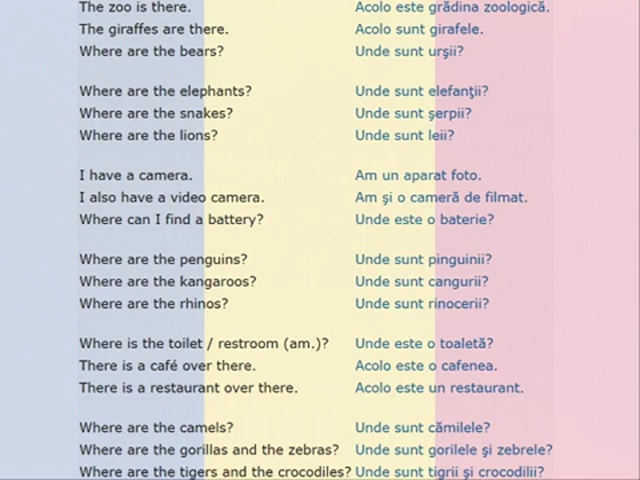 The zoo is there. Acolo este grădina zoologică.
The giraffes are there. Acolo sunt girafele.
Where are the bears? Unde sunt urşii?
Where are the elephants? Unde sunt elefanţii?
Where are the snakes? Unde sunt şerpii?
Where are the lions? Unde sunt leii?
I have a camera. Am un aparat foto.
I also have a video camera. Am şi o cameră de filmat.
Where can I find a battery? Unde este o baterie?
Where are the penguins? Unde sunt pinguinii?
Where are the kangaroos? Unde sunt cangurii?
Where are the rhinos? Unde sunt rinocerii?
Where is the toilet / restroom (am.)? Unde este o toaletă?
There is a café over there. Acolo este o cafenea.
There is a restaurant over there. Acolo este un restaurant.
Where are the camels? Unde sunt cămilele?
Where are the gorillas and the zebras? Unde sunt gorilele şi zebrele?
Where are the tigers and the crocodiles? Unde sunt tigrii şi crocodilii?